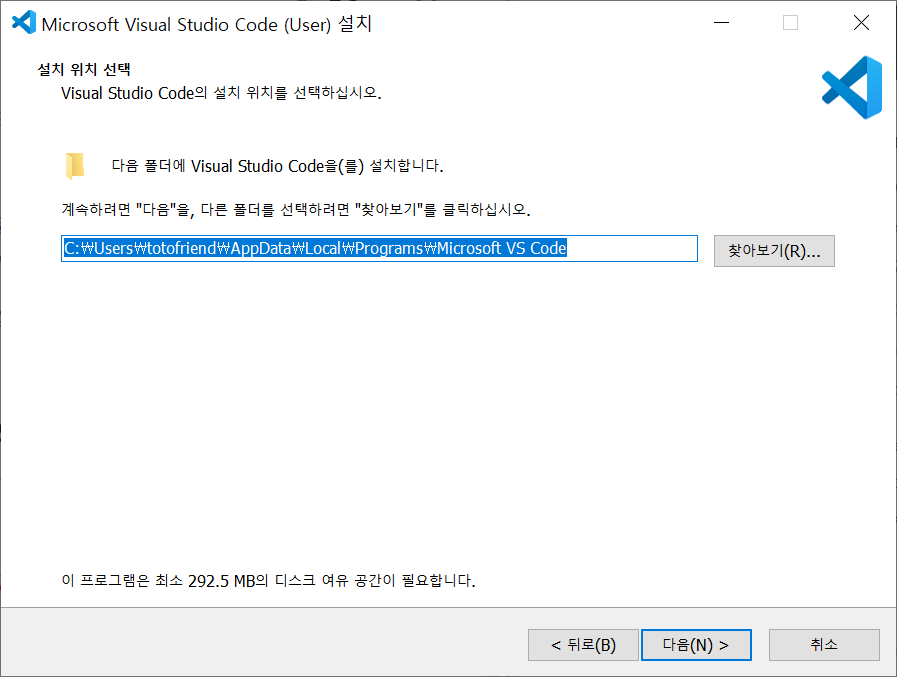 Microsoft Visual Studio Code (User) 설치
설치 위치 선택
Visual Studio Code의 설치 위치를 선택하십시오.
다음 폴더에 Visual Studio Code을(를) 설치합니다.
계속하려면 "다음"을, 다른 폴더를 선택하려면 "찾아보기"를 클릭하십시오.
C:₩Users₩totofriend₩AppData₩Local₩Programs₩Microsoft VS Code
찾아보기(R)...
이 프로그램은 최소 292.5 MB의 디스크 여유 공간이 필요합니다.
< 뒤로(B)
다음(N) >
취소